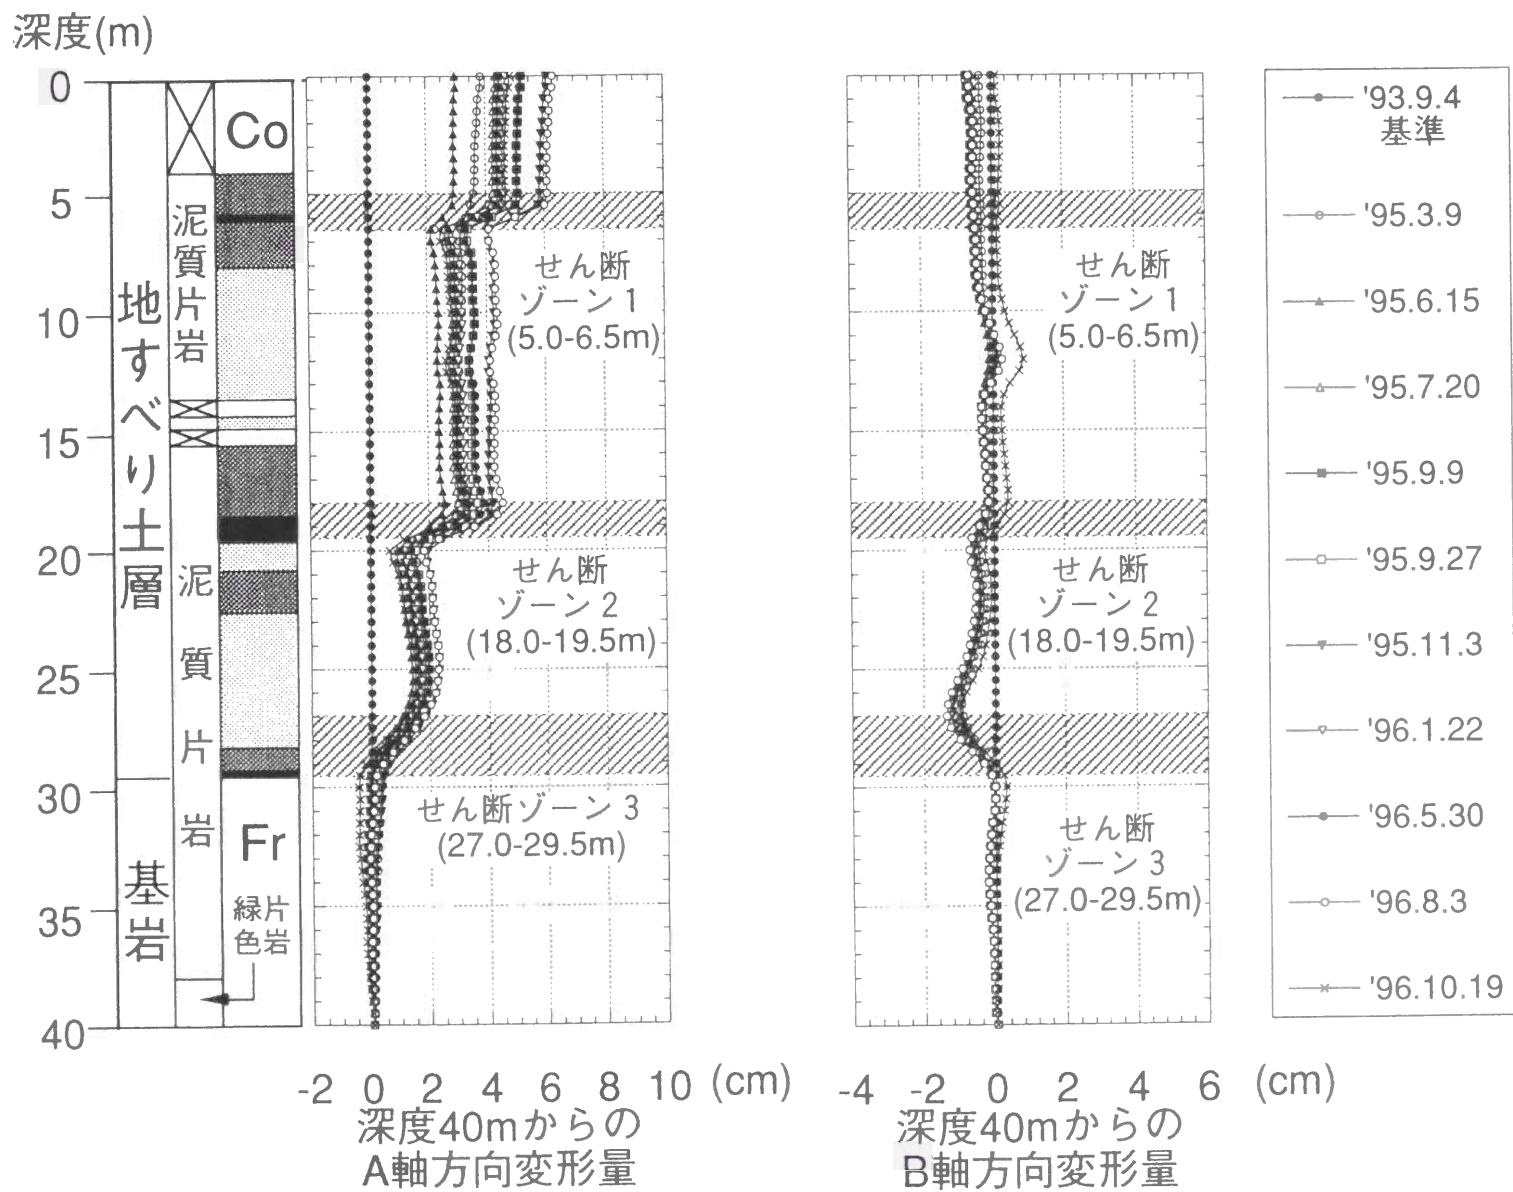 深度(m)
0
5
10
15
20
25
30
35
40
地すべり土層
基岩
泥質片岩
泥質片岩
Co
Fr
緑片
色岩
せん断
ゾーン1
(5.0-6.5m)
せん断
ゾーン2
(18.0-19.5m)
せん断ゾーン3
(27.0-29.5m)
-2 0 2 4 6 8 10 (cm)
深度40mからの
A軸方向変形量
せん断
ゾーン1
(5.0-6.5m)
せん断
ゾーン2
(18.0-19.5m)
せん断
ゾーン3
(27.0-29.5m)
-4 -2 0 2 4 6 (cm)
深度40mからの
B軸方向変形量
'93.9.4
基準
'95.3.9
'95.6.15
'95.7.20
'95.9.9
'95.9.27
'95.11.3
'96.1.22
'96.5.30
'96.8.3
'96.10.19